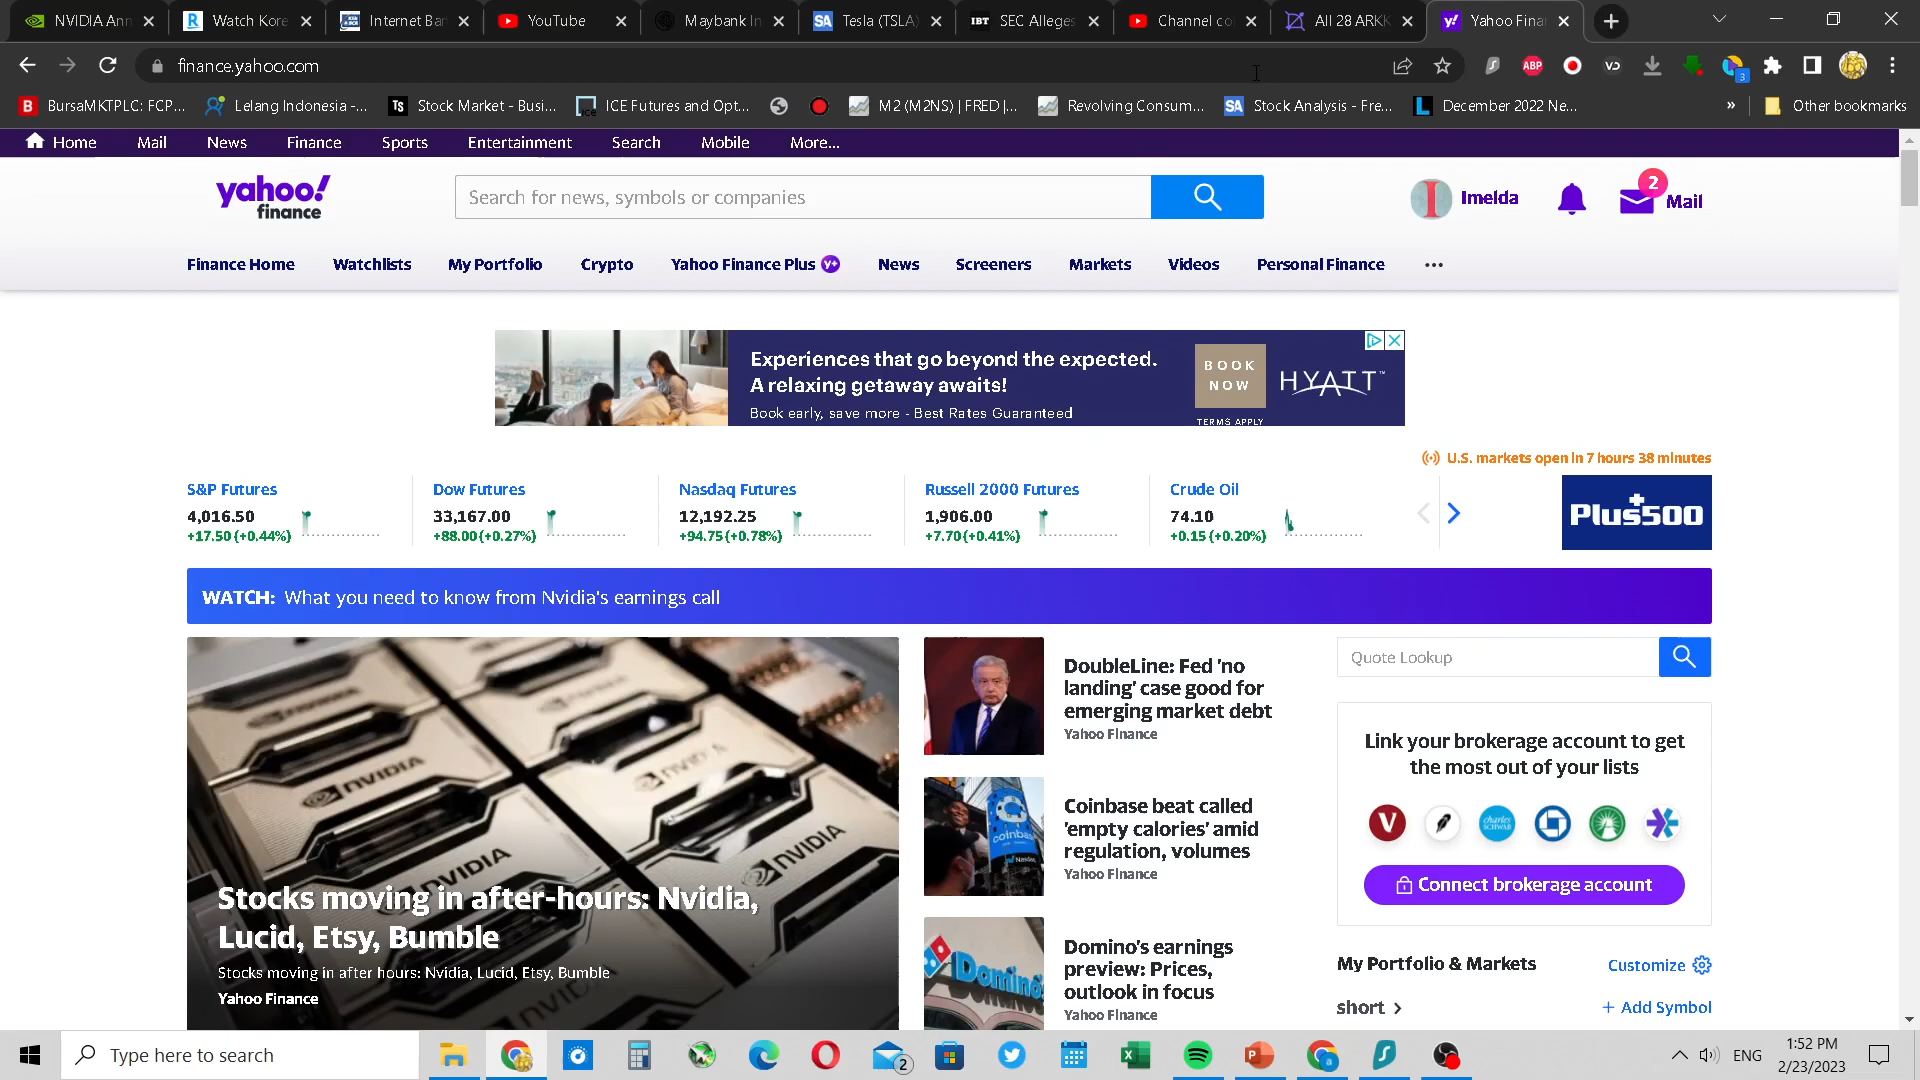 NVIDIA Ann
Watch Kore
Internet Ban
YouTube
Maybank In
Tesla (TSLA)
SEC Alleges
Channel co
All 28 ARKK
Yahoo Finan
finance.yahoo.com
BursaMKTPLC: FCP...
Lelang Indonesia -...
Stock Market - Busi...
ICE Futures and Opt...
M2 (M2NS) | FRED |...
Revolving Consum...
Stock Analysis - Fre...
December 2022 Ne...
»
Other bookmarks
Home
Mail
News
Finance
Sports
Entertainment
Search
Mobile
More...
yahoo!
finance
Search for news, symbols or companies
Imelda
2
Mail
Finance Home
Watchlists
My Portfolio
Crypto
Yahoo Finance Plus
News
Screeners
Markets
Videos
Personal Finance
Experiences that go beyond the expected.
A relaxing getaway awaits!
Book early, save more - Best Rates Guaranteed
BOOK
NOW
TERMS APPLY
HYATT™
U.S. markets open in 7 hours 38 minutes
S&P Futures
4,016.50
+17.50 (+0.44%)
Dow Futures
33,167.00
+88.00 (+0.27%)
Nasdaq Futures
12,192.25
+94.75 (+0.78%)
Russell 2000 Futures
1,906.00
+7.70 (+0.41%)
Crude Oil
74.10
+0.15 (+0.20%)
Plus500
WATCH: What you need to know from Nvidia's earnings call
NVIDIA
NVIDIA
NVIDIA
NVIDIA
Stocks moving in after-hours: Nvidia,
Lucid, Etsy, Bumble
Stocks moving in after hours: Nvidia, Lucid, Etsy, Bumble
Yahoo Finance
DoubleLine: Fed 'no
landing' case good for
emerging market debt
Yahoo Finance
coinbase
Coinbase beat called
'empty calories' amid
regulation, volumes
Yahoo Finance
Domino's
Domino's earnings
preview: Prices,
outlook in focus
Yahoo Finance
Quote Lookup
Link your brokerage account to get
the most out of your lists
charles
SCHWAB
Connect brokerage account
My Portfolio & Markets
Customize
short >
+ Add Symbol
Type here to search
2
ENG
1:52 PM
2/23/2023